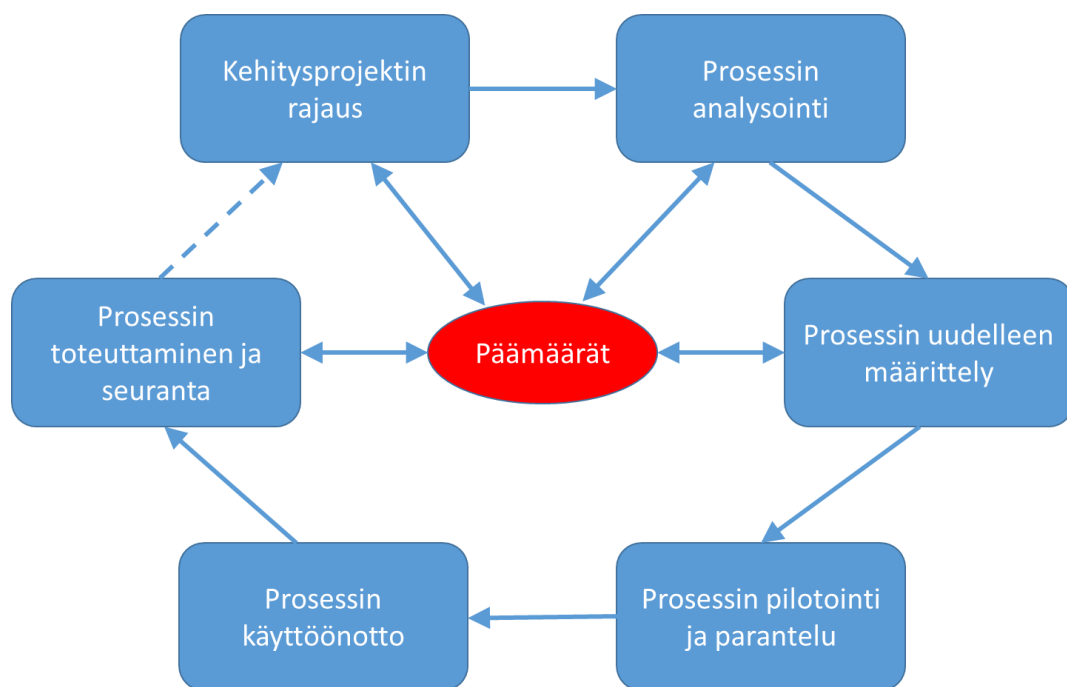 Kehitysprojektin
rajaus
Prosessin
analysointi
Prosessin
toteuttaminen ja
seuranta
Päämäärät
Prosessin uudelleen
määrittely
Prosessin
käyttöönotto
Prosessin pilotointi
ja parantelu